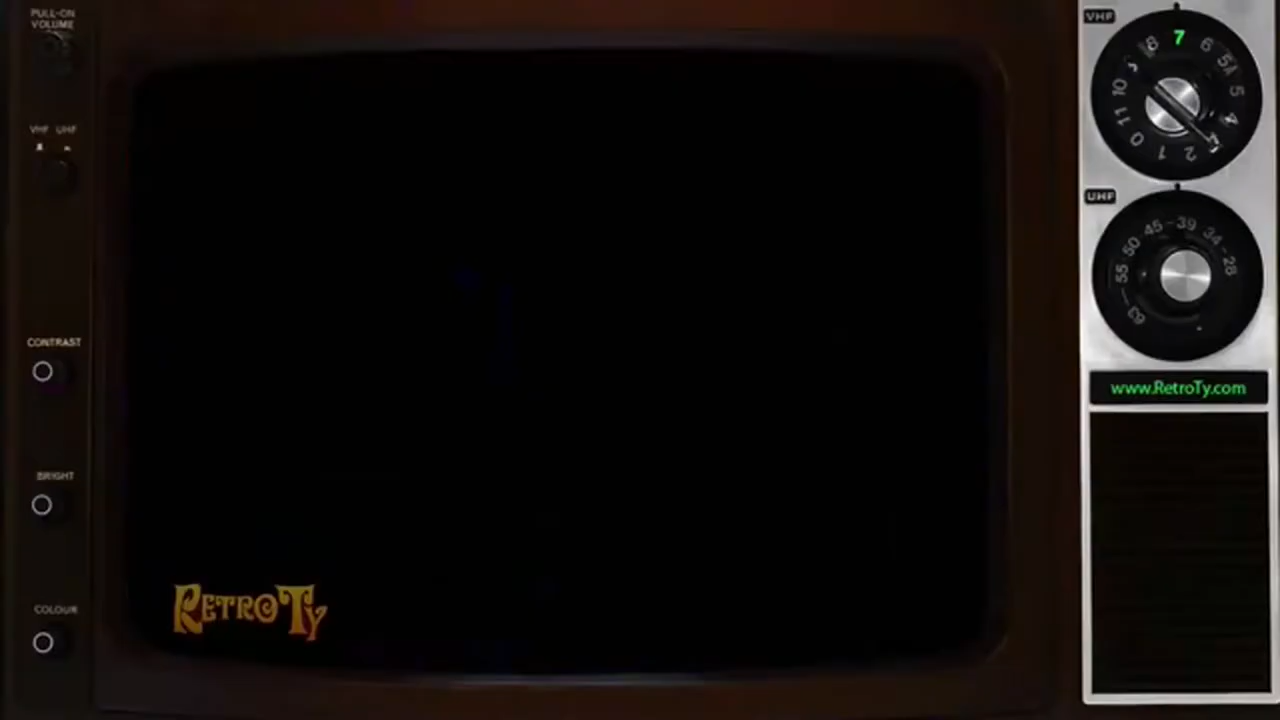 PULL-ON
VOLUME
VHF UHF
CONTRAST
BRIGHT
COLOUR
RETROTY
VHF
7
6
5A
5
4
2
1
0
11
10
8
UHF
63
55
50
45
39
34
28
www.RetroTy.com